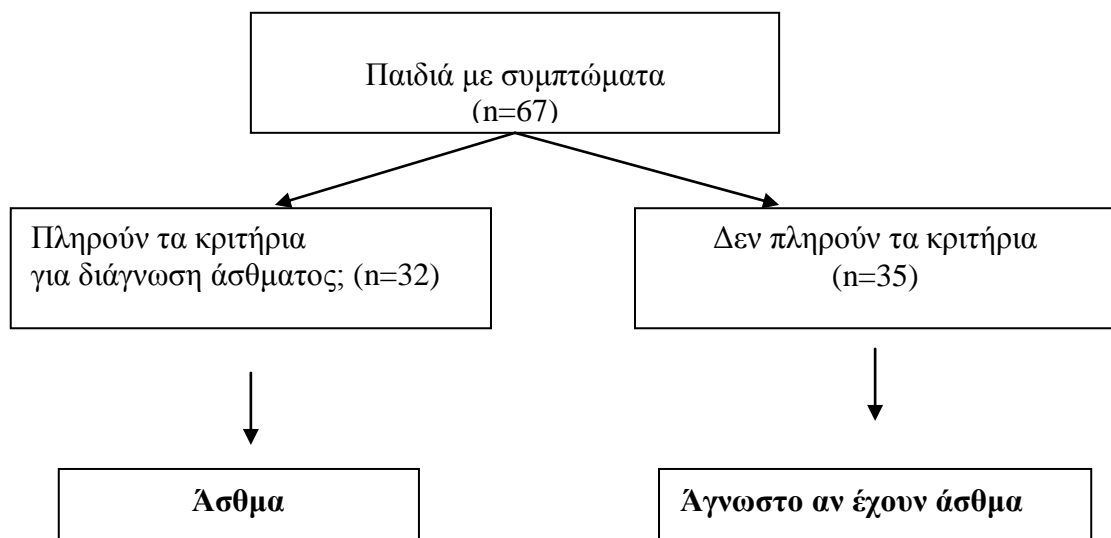 Παιδιά με συμπτώματα
(n=67)
Πληρούν τα κριτήρια
για διάγνωση άσθματος; (n=32)
Δεν πληρούν τα κριτήρια
(n=35)
Άσθμα
Άγνωστο αν έχουν άσθμα